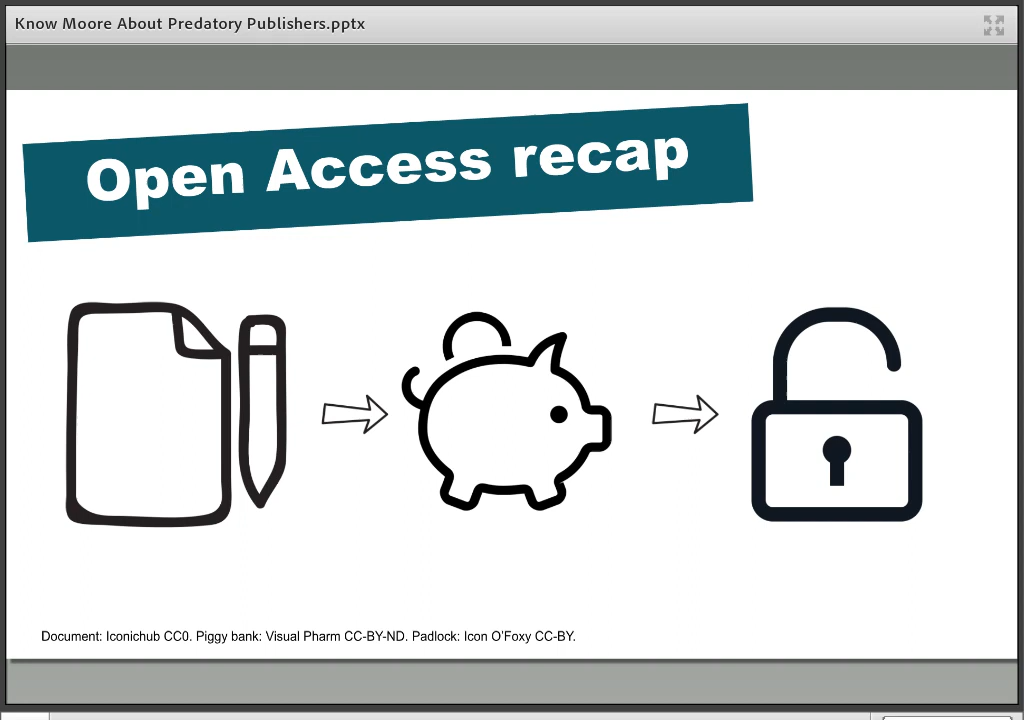 Know Moore About Predatory Publishers.pptx
Open Access recap
Document: Iconichub CC0. Piggy bank: Visual Pharm CC-BY-ND. Padlock: Icon O'Foxy CC-BY.